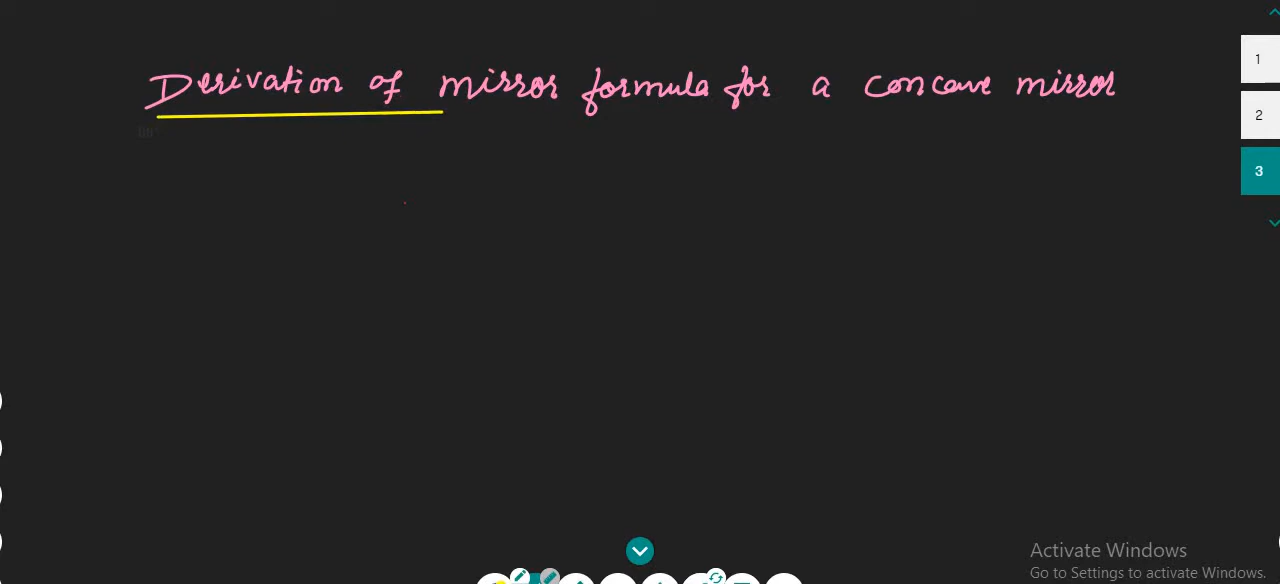 Derivation of mirror formula for a concave mirror
1
2
3
Activate Windows
Go to Settings to activate Windows.